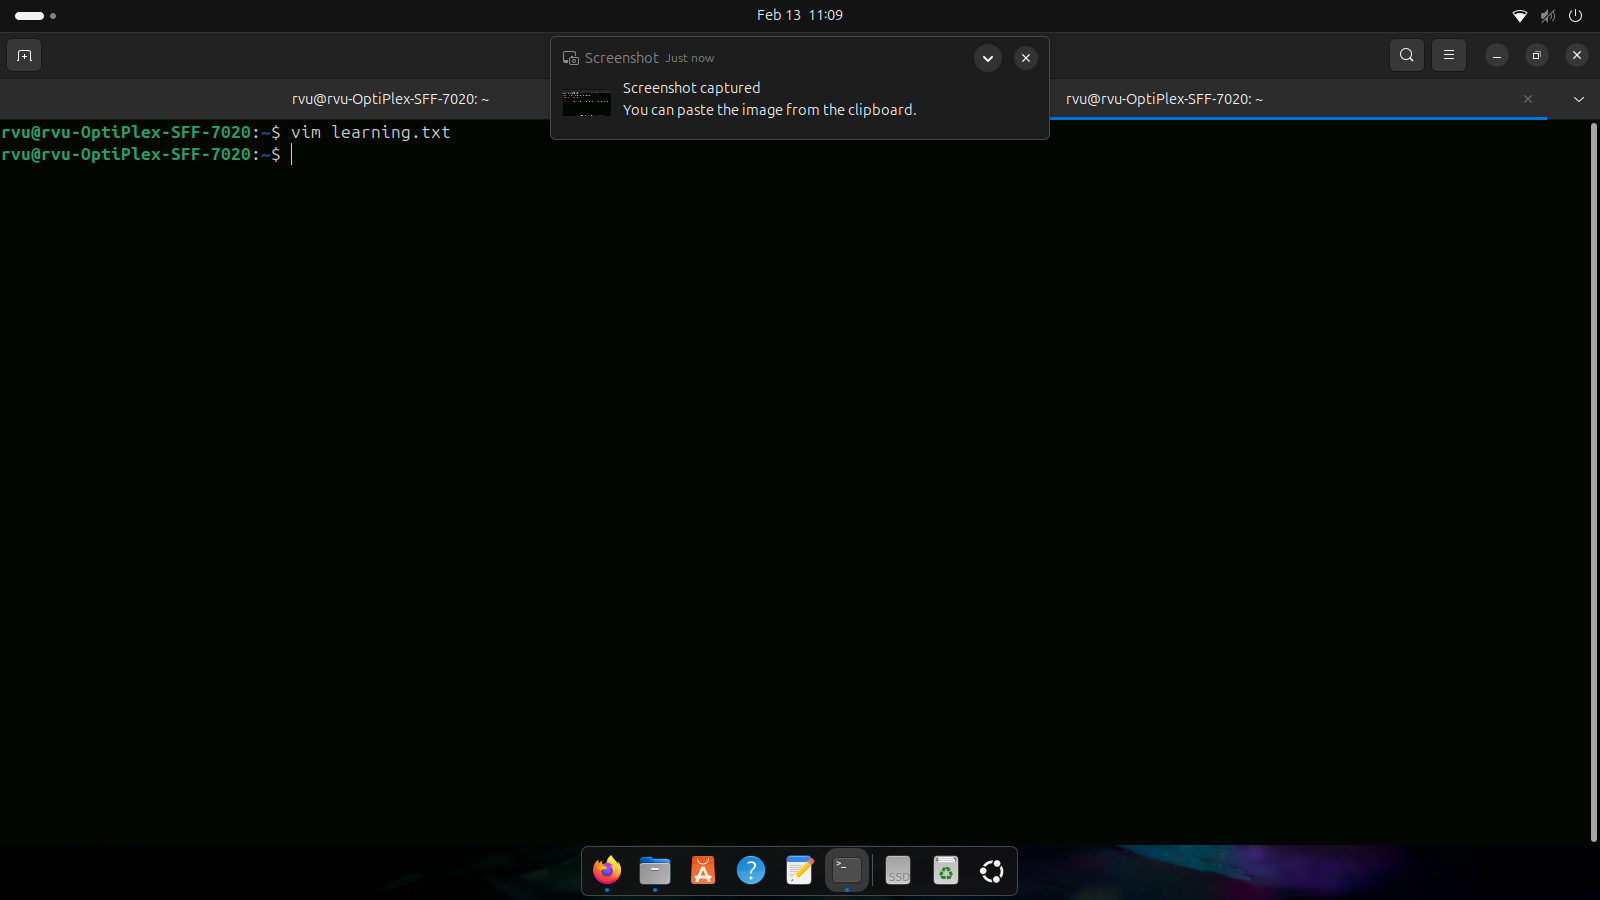 Feb 13 11:09
Screenshot Just now
Screenshot captured
You can paste the image from the clipboard.
rvu@rvu-OptiPlex-SFF-7020: ~
rvu@rvu-OptiPlex-SFF-7020: ~
rvu@rvu-OptiPlex-SFF-7020:~$ vim learning.txt
rvu@rvu-OptiPlex-SFF-7020:~$
SSD